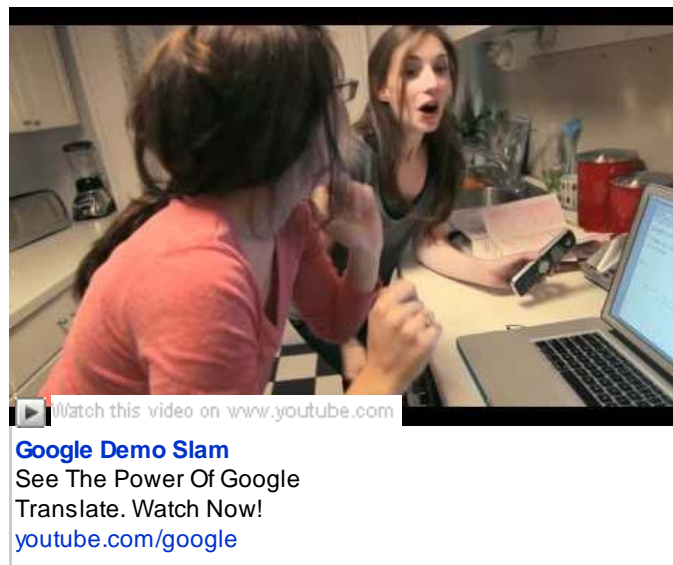 Watch this video on www.youtube.com
Google Demo Slam
See The Power Of Google
Translate. Watch Now!
youtube.com/google